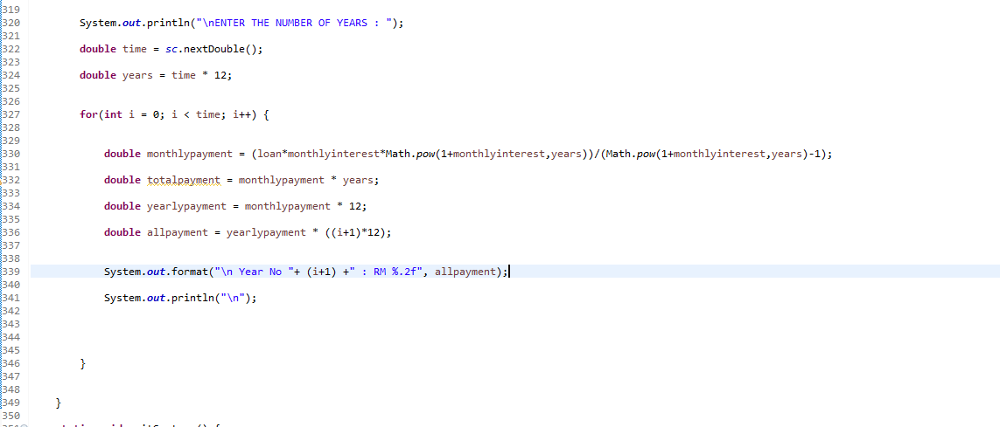 319
320 System.out.println("\nENTER THE NUMBER OF YEARS : ");
321
322 double time = sc.nextDouble();
323
324 double years = time * 12;
325
326
327 for(int i = 0; i < time; i++) {
328
329
330 double monthlypayment = (loan*monthlyinterest*Math.pow(1+monthlyinterest,years))/(Math.pow(1+monthlyinterest,years)-1);
331
332 double totalpayment = monthlypayment * years;
333
334 double yearlypayment = monthlypayment * 12;
335
336 double allpayment = yearlypayment * ((i+1)*12);
337
338
339 System.out.format("\n Year No "+ (i+1) +" : RM %.2f", allpayment);
340
341 System.out.println("\n");
342
343
344
345
346 }
347
348
349 }
350